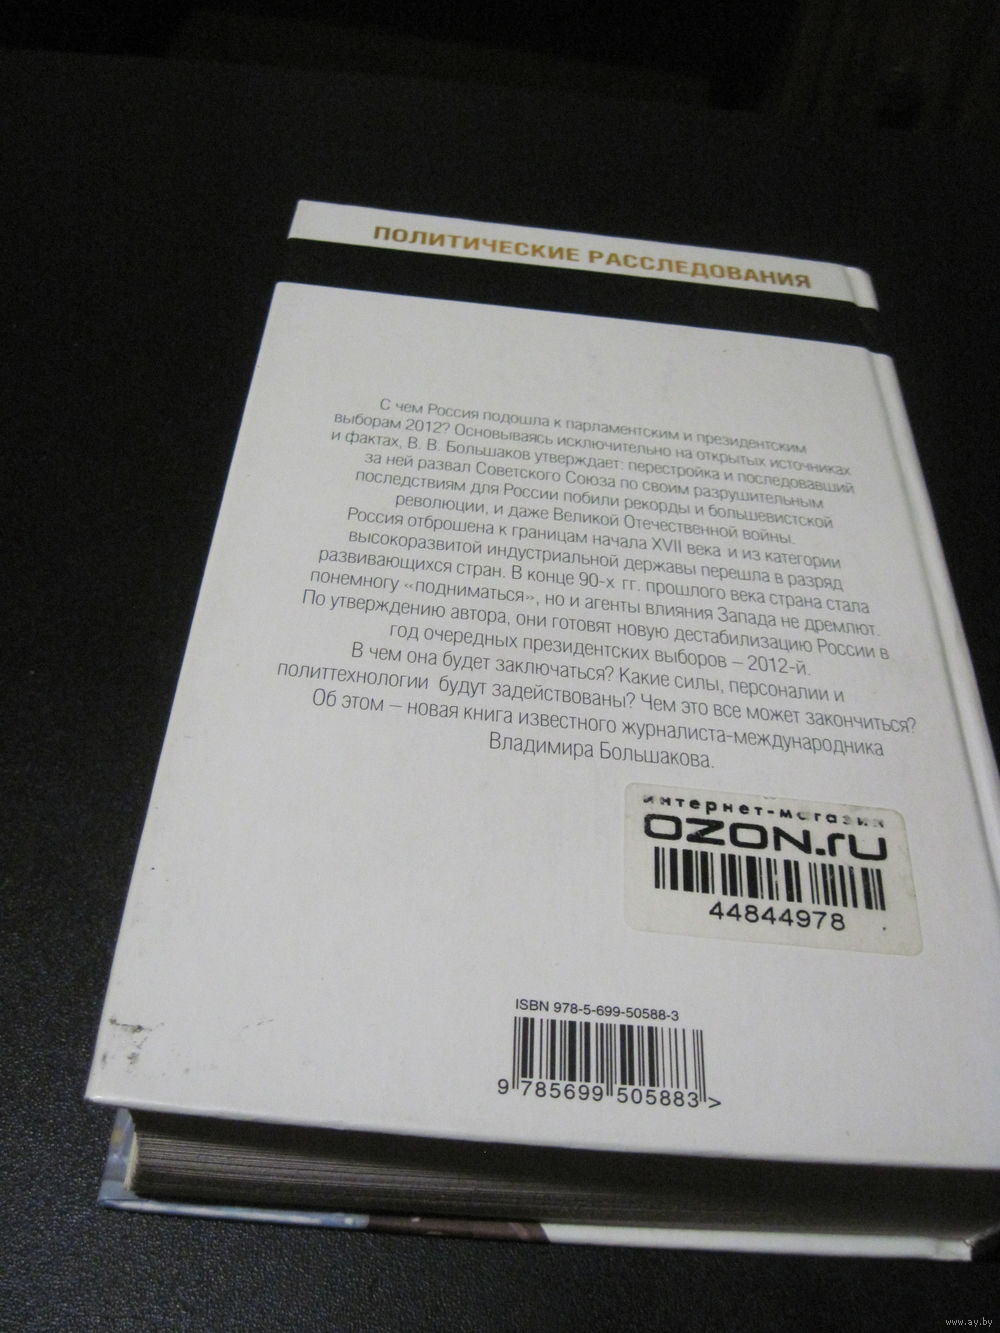 ПОЛИТИЧЕСКИЕ РАССЛЕДОВАНИЯ
С чем Россия подошла к парламентским и президентским
выборам 2012? Основываясь исключительно на открытых источниках
и фактах, В. В. Большаков утверждает: перестройка и последовавший
за ней развал Советского Союза по своим разрушительным
последствиям для России побили рекорды и большевистской
революции, и даже Великой Отечественной войны.
Россия отброшена к границам начала XVII века и из категории
высокоразвитой индустриальной державы перешла в разряд
развивающихся стран. В конце 90-х гг. прошлого века страна стала
понемногу «подниматься», но и агенты влияния Запада не дремлют.
По утверждению автора, они готовят новую дестабилизацию России в
год очередных президентских выборов – 2012-й.
В чем она будет заключаться? Какие силы, персоналии и
политтехнологии будут задействованы? Чем это все может закончиться?
Об этом – новая книга известного журналиста-международника
Владимира Большакова.
интернет-магазин
OZON.ru
44844978
ISBN 978-5-699-50588-3
9 785699 505883 >
www.ay.by